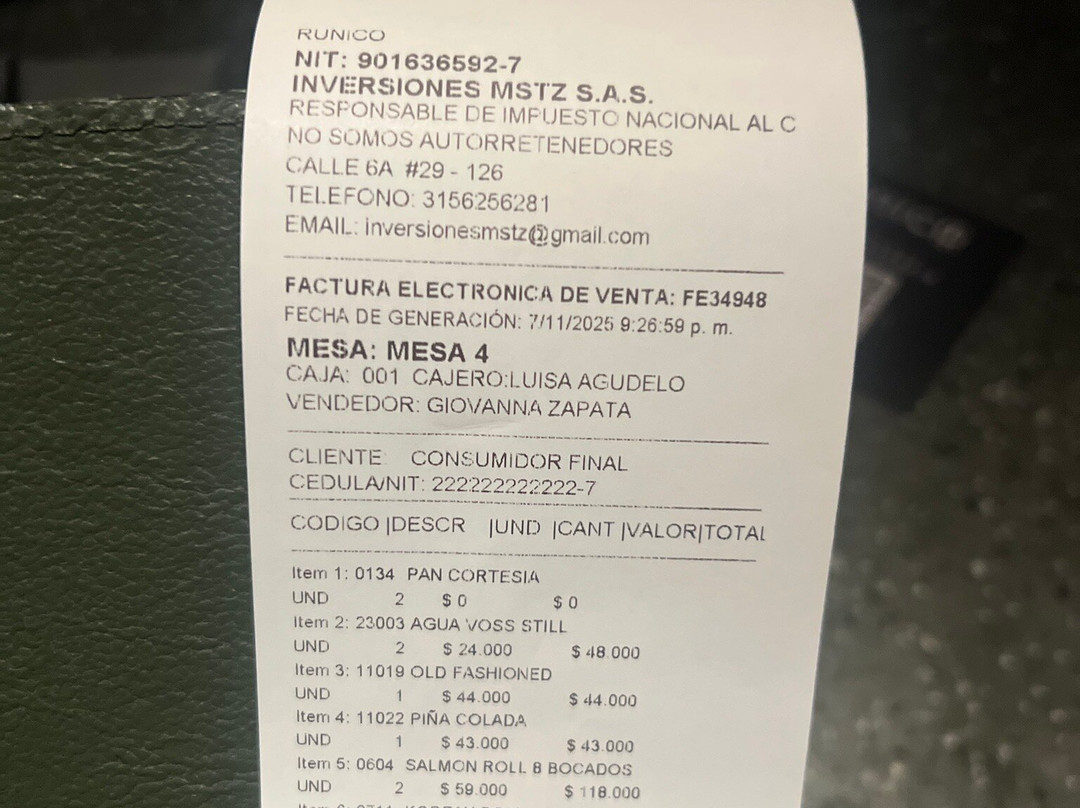 RUNICO
NIT: 901636592-7
INVERSIONES MSTZ S.A.S.
RESPONSABLE DE IMPUESTO NACIONAL AL C
NO SOMOS AUTORRETENEDORES
CALLE 6A #29 - 126
TELEFONO: 3156256281
EMAIL: inversionesmstz@gmail.com
FACTURA ELECTRONICA DE VENTA: FE34948
FECHA DE GENERACIÓN: 7/11/2025 9:26:59 p. m.
MESA: MESA 4
CAJA: 001 CAJERO:LUISA AGUDELO
VENDEDOR: GIOVANNA ZAPATA
CLIENTE: CONSUMIDOR FINAL
CEDULA/NIT: 222222222222-7
CODIGO |DESCR |UND |CANT |VALOR|TOTAL
Item 1: 0134 PAN CORTESIA
UND 2 $ 0 $ 0
Item 2: 23003 AGUA VOSS STILL
UND 2 $ 24.000 $ 48.000
Item 3: 11019 OLD FASHIONED
UND 1 $ 44.000 $ 44.000
Item 4: 11022 PIÑA COLADA
UND 1 $ 43.000 $ 43.000
Item 5: 0604 SALMON ROLL 8 BOCADOS
UND 2 $ 59.000 $ 118.000